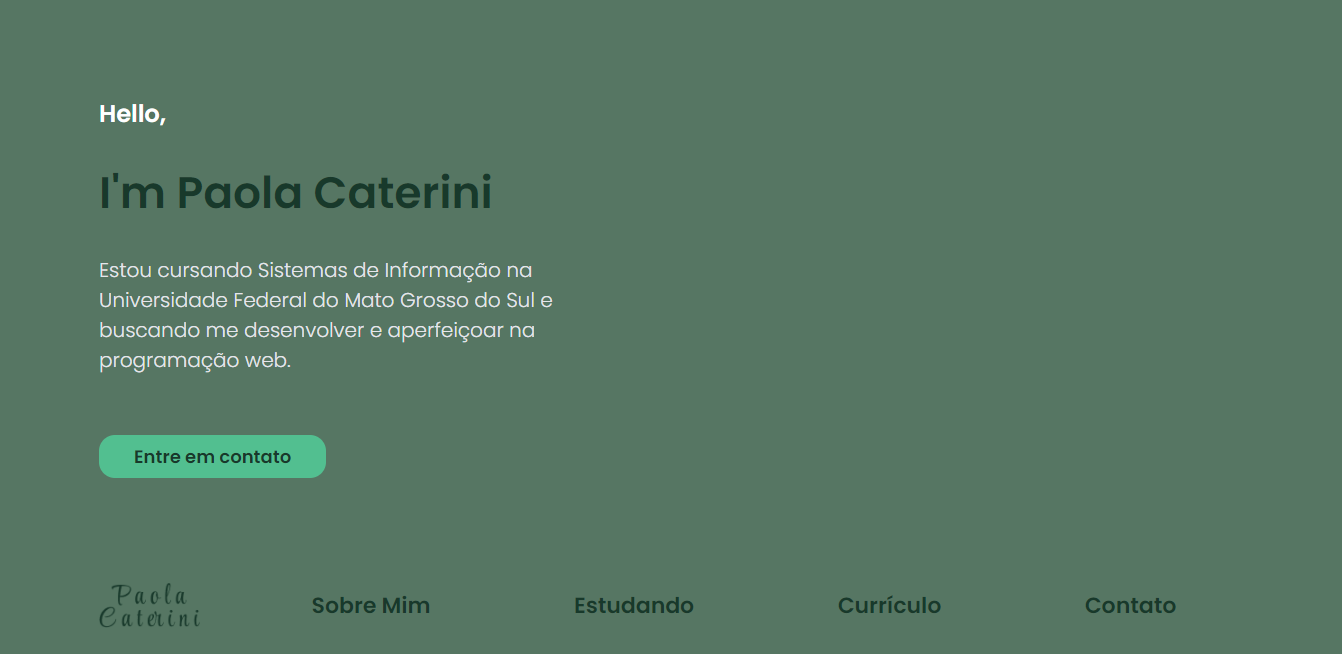 Hello,
I'm Paola Caterini
Estou cursando Sistemas de Informação na
Universidade Federal do Mato Grosso do Sul e
buscando me desenvolver e aperfeiçoar na
programação web.
Entre em contato
Paola
Caterini
Sobre Mim
Estudando
Currículo
Contato